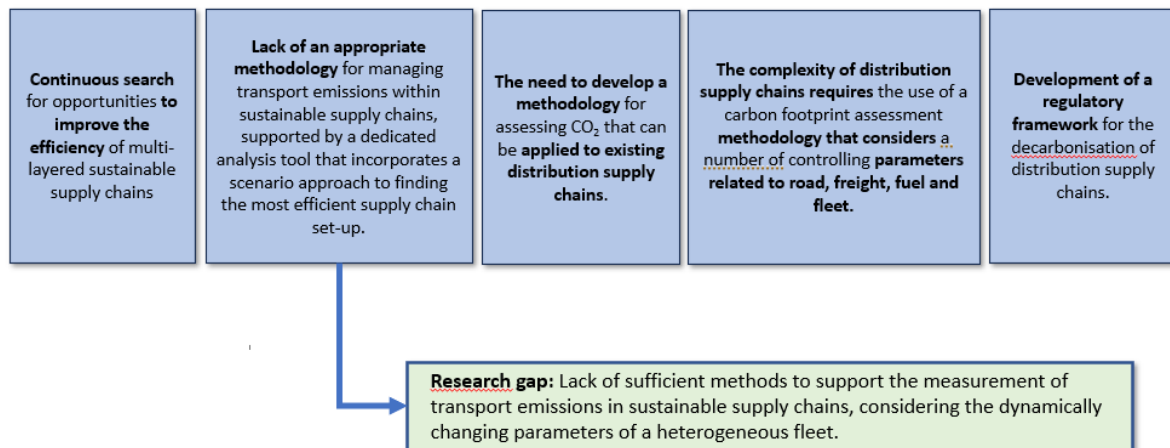 Continuous search
for opportunities to
improve the
efficiency of multi-
layered sustainable
supply chains
Lack of an appropriate
methodology for managing
transport emissions within
sustainable supply chains,
supported by a dedicated
analysis tool that incorporates a
scenario approach to finding
the most efficient supply chain
set-up.
The need to develop a
methodology for
assessing CO₂ that can
be applied to existing
distribution supply
chains.
The complexity of distribution
supply chains requires the use of a
carbon footprint assessment
methodology that considers a
number of controlling parameters
related to road, freight, fuel and
fleet.
Development of a
regulatory
framework for the
decarbonisation of
distribution supply
chains.
Research gap: Lack of sufficient methods to support the measurement of
transport emissions in sustainable supply chains, considering the dynamically
changing parameters of a heterogeneous fleet.